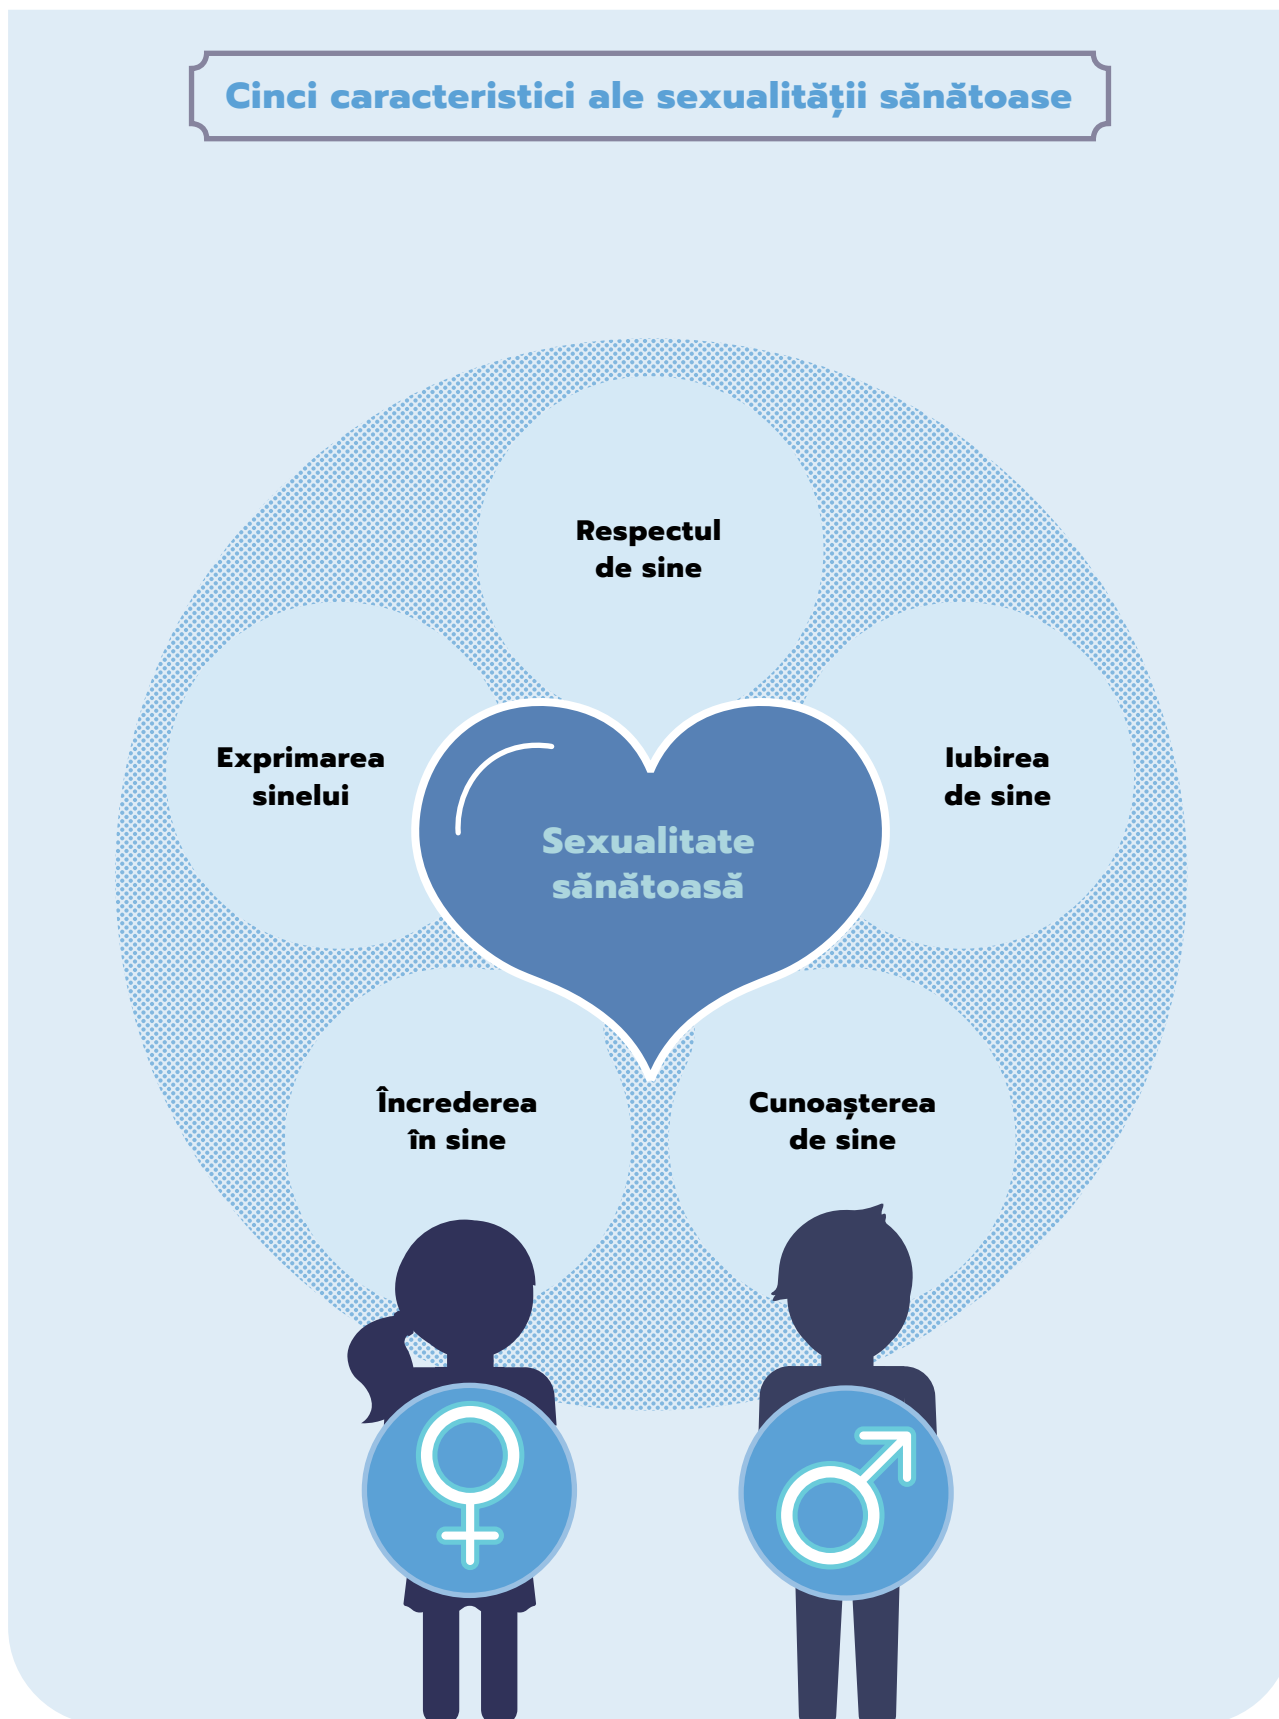 Cinci caracteristici ale sexualității sănătoase
Respectul
de sine
Exprimarea
sinelui
Iubirea
de sine
Sexualitate
sănătoasă
Încrederea
în sine
Cunoașterea
de sine